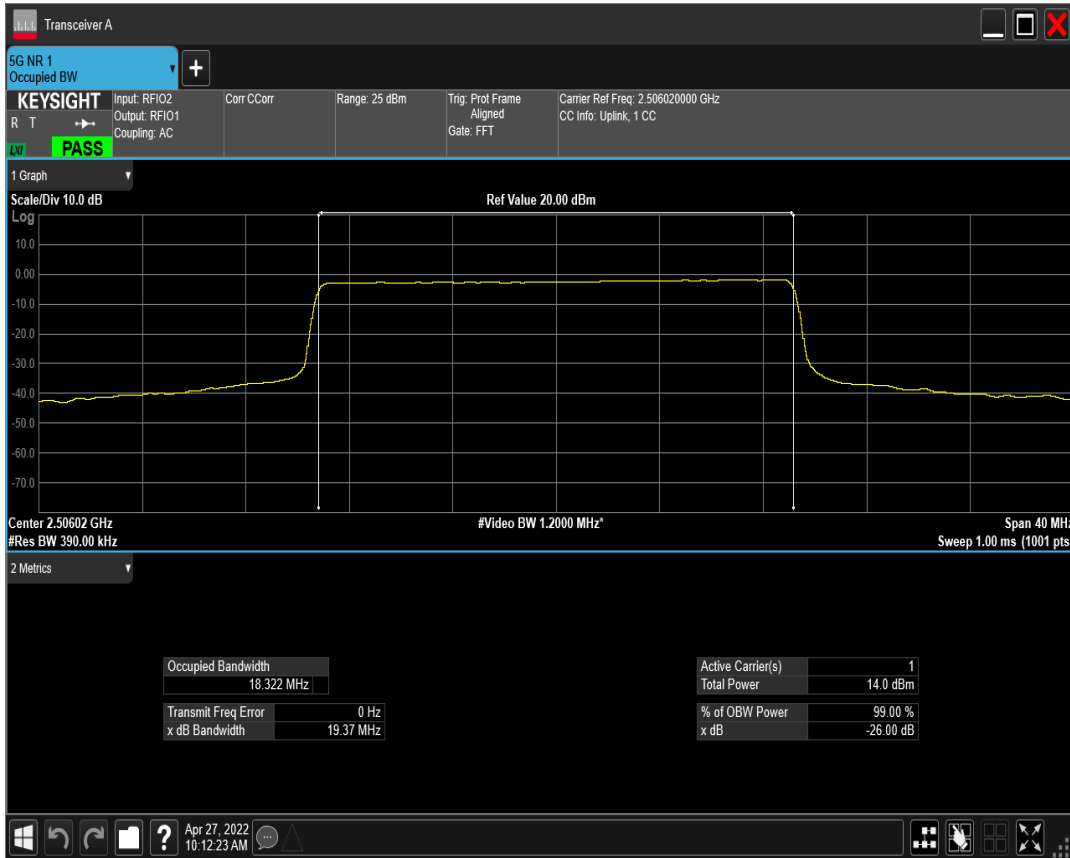 Transceiver A
5G NR 1
Occupied BW
+
KEYSIGHT
R T
LXI
PASS
Input: RFIO2
Output: RFIO1
Coupling: AC
Corr CCorr
Range: 25 dBm
Trig: Prot Frame
Aligned
Gate: FFT
Carrier Ref Freq: 2.506020000 GHz
CC Info: Uplink, 1 CC
1 Graph
Scale/Div 10.0 dB
Ref Value 20.00 dBm
Log
10.0
0.00
-10.0
-20.0
-30.0
-40.0
-50.0
-60.0
-70.0
Center 2.50602 GHz
#Video BW 1.2000 MHz*
Span 40 MHz
#Res BW 390.00 kHz
Sweep 1.00 ms (1001 pts
2 Metrics
Occupied Bandwidth
18.322 MHz
Transmit Freq Error 0 Hz
x dB Bandwidth 19.37 MHz
Active Carrier(s) 1
Total Power 14.0 dBm
% of OBW Power 99.00 %
x dB -26.00 dB
?
Apr 27, 2022
10:12:23 AM